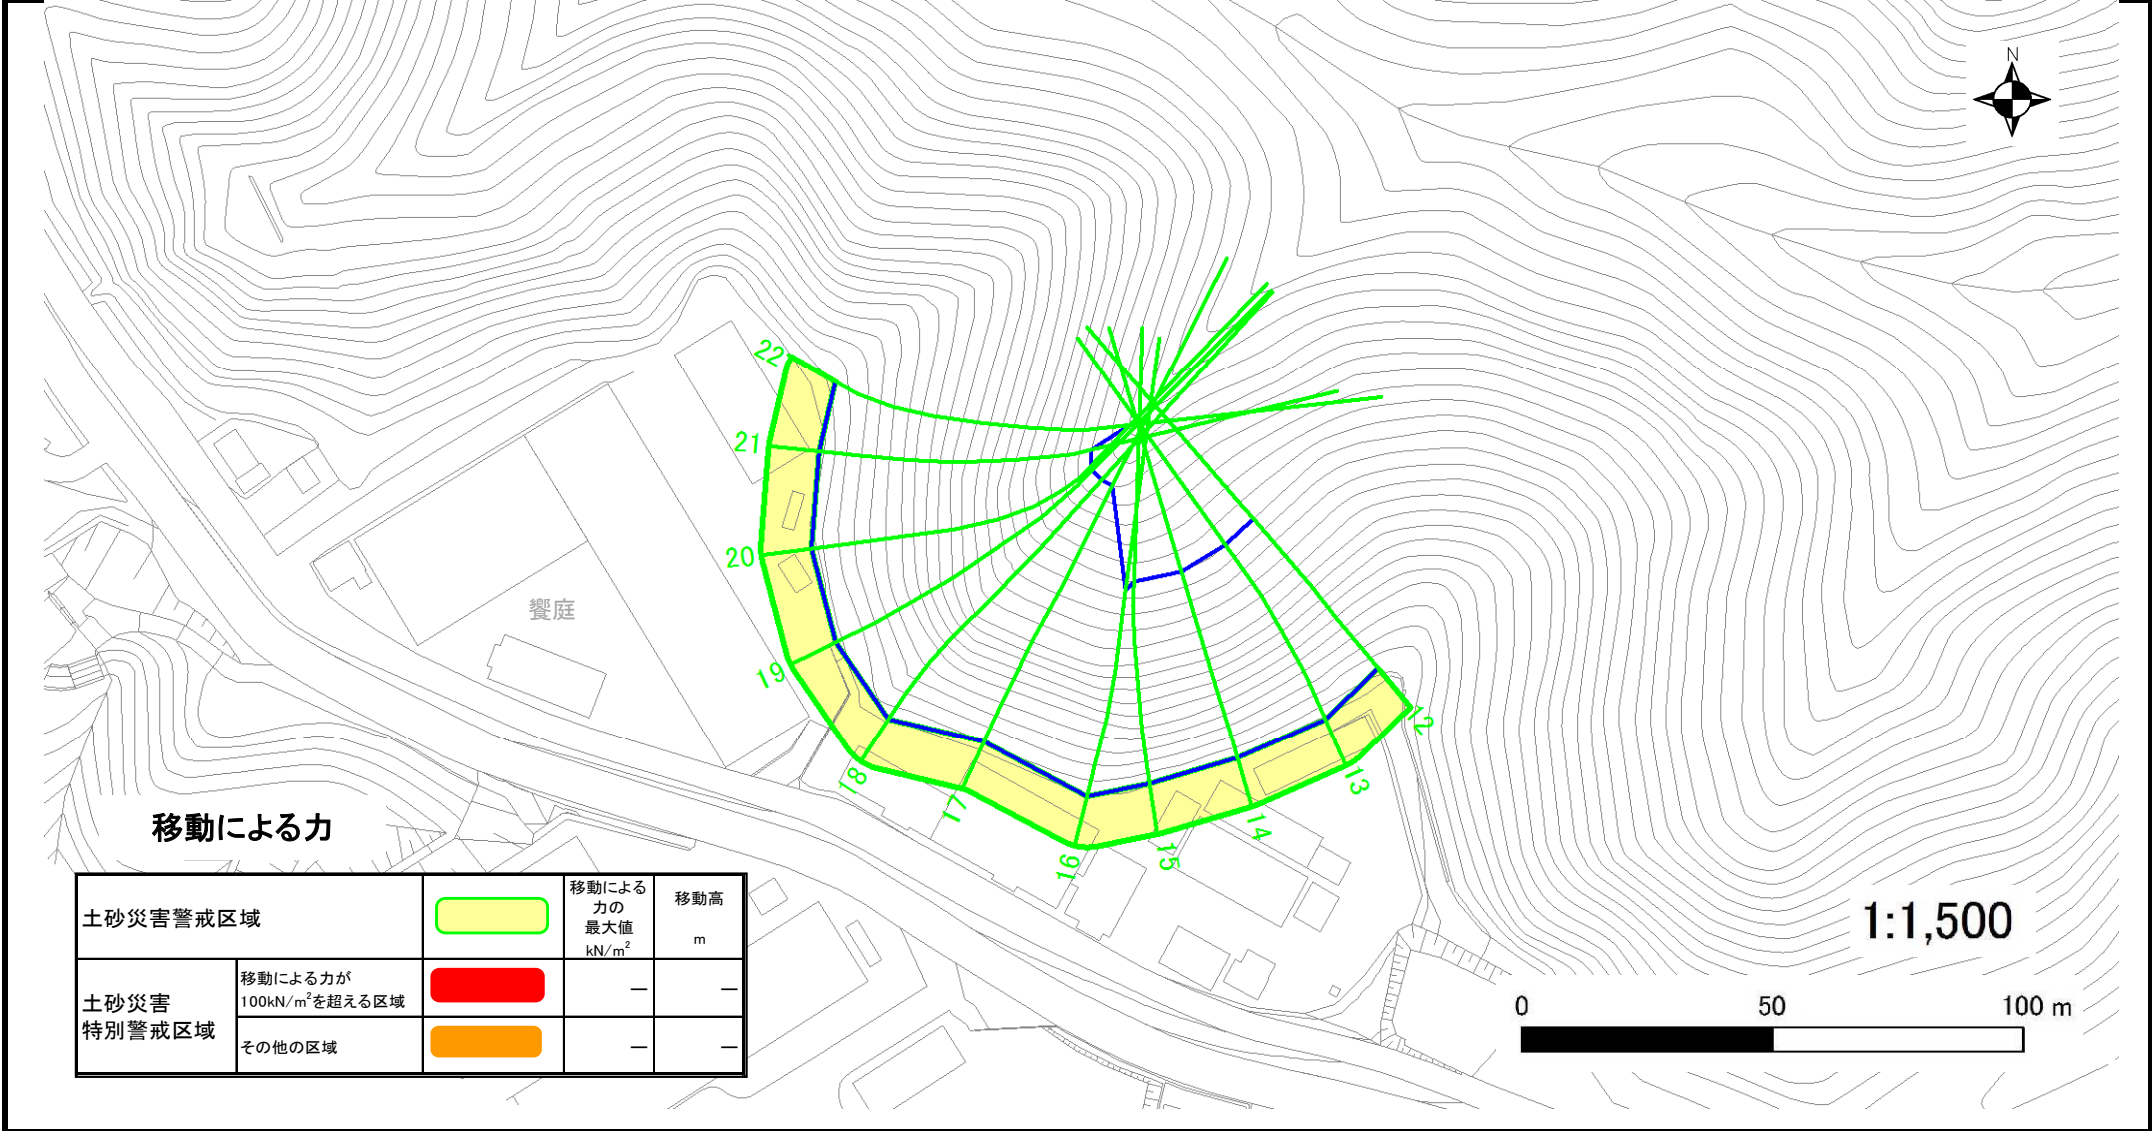 N
22
21
20
19
18
17
16
15
14
13
12
饗庭
移動による力
土砂災害警戒区域
移動による
力の
最大値
kN/m²
移動高
m
土砂災害
特別警戒区域
移動による力が
100kN/m²を超える区域
— —
その他の区域
— —
1:1,500
0 50 100 m